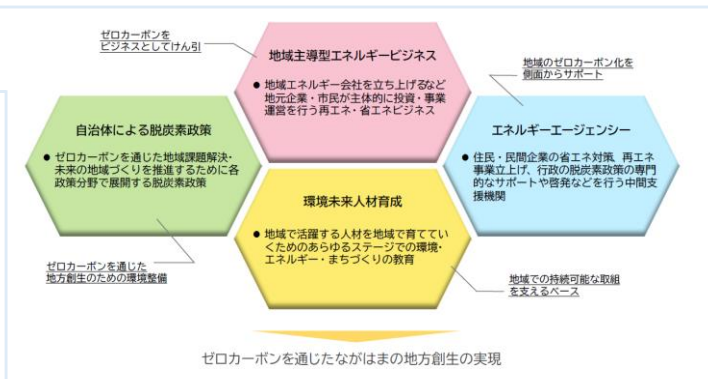 ゼロカーボンを
ビジネスとしてけん引
地域主導型エネルギービジネス
● 地域エネルギー会社を立ち上げるなど
地元企業・市民が主体的に投資・事業
運営を行う再エネ・省エネビジネス
地域のゼロカーボン化を
側面からサポート
自治体による脱炭素政策
● ゼロカーボンを通じた地域課題解決・
未来の地域づくりを推進するために各
政策分野で展開する脱炭素政策
エネルギーエージェンシー
● 住民・民間企業の省エネ対策、再エネ
事業立上げ、行政の脱炭素政策の専門
的なサポートや啓発などを行う中間支
援機関
環境未来人材育成
● 地域で活躍する人材を地域で育ててい
くためのあらゆるステージでの環境・
エネルギー・まちづくりの教育
ゼロカーボンを通じた
地方創生のための環境整備
地域での持続可能な取組
を支えるベース
ゼロカーボンを通じたながはまの地方創生の実現